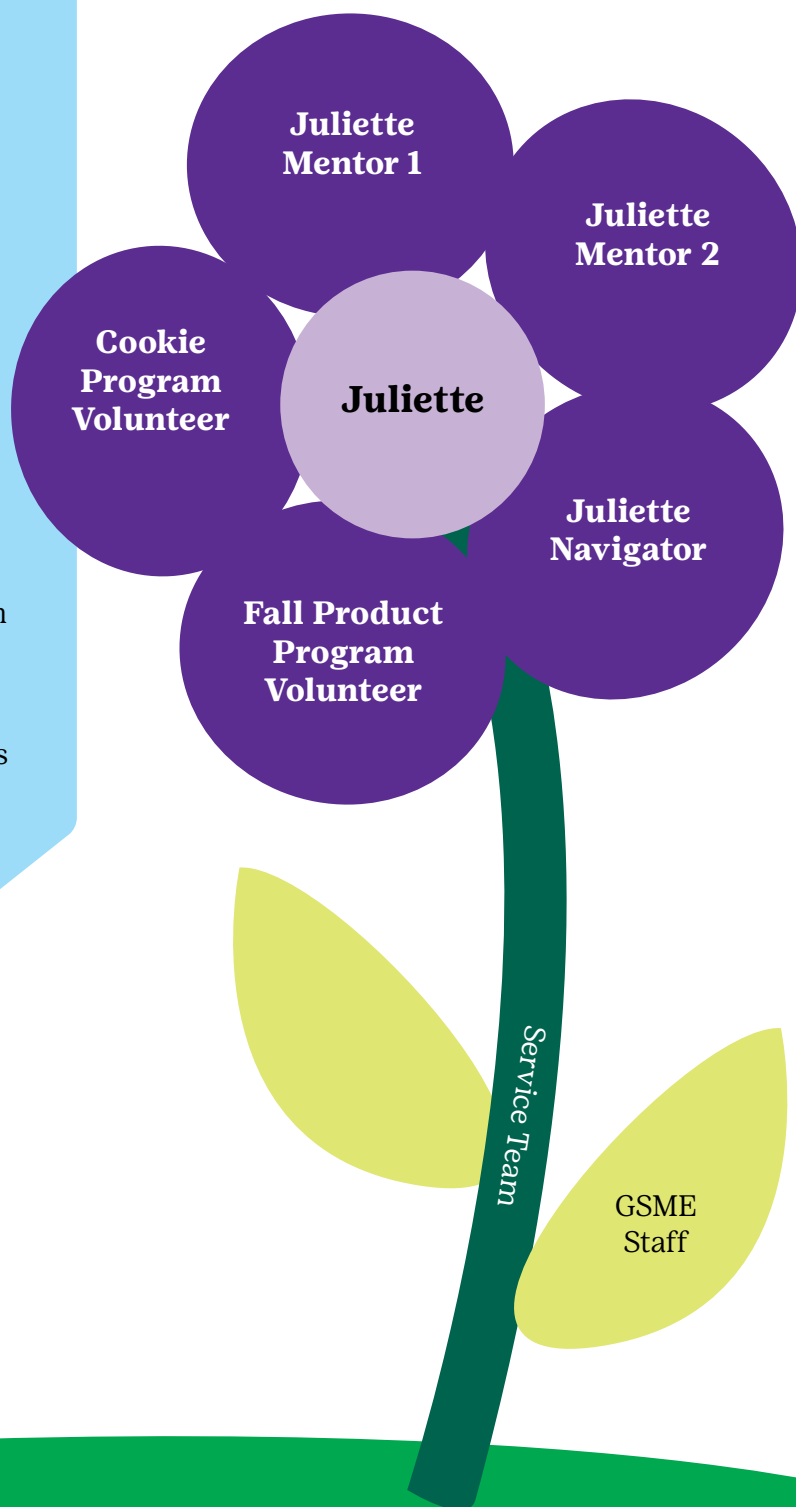 Juliette
Mentor 1
Juliette
Mentor 2
Cookie
Program
Volunteer
Juliette
Juliette
Navigator
Fall Product
Program
Volunteer
Service Team
GSME
Staff